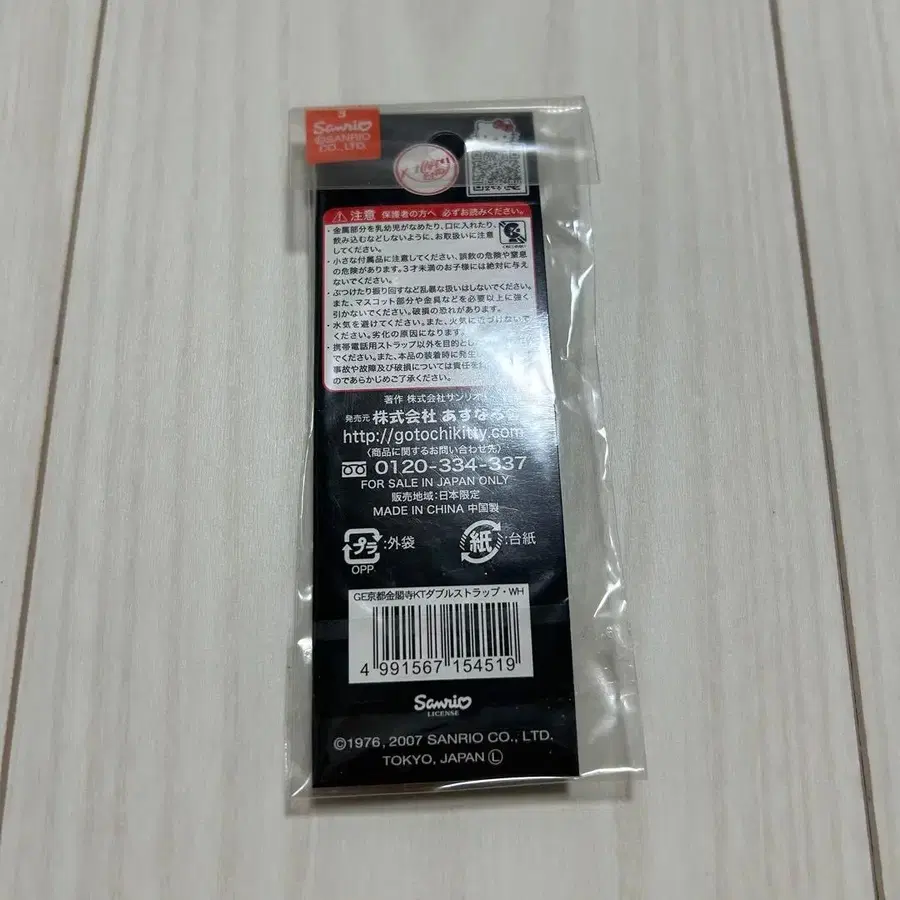 Sanrio
©SANRIO
CO., LTD.
注意 保護者の方へ 必ずお読みください。
・金属部分を乳幼児がなめたり、口に入れたり、
飲み込むなどしないように、お取扱いに注意
してください。
・小さな付属品に注意してください、誤飲の危険や窒息
の危険があります。3才未満のお子様には絶対に与え
ないでください。
・ぶつけたり振り回すなど乱暴な扱いはしないでください。
また、マスコット部分や金具などを必要以上に強く
引かないでください。破損の恐れがあります。
・水気を避けてください。また、火気に近づけないで
ください。劣化の原因になります。
・携帯電話用ストラップ以外を目的とし
でください。また、本品の装着時に発生
事故や故障及び破損については責任を
のであらかじめご了承ください。
著作 株式会社サンリオ
発売元 株式会社 あすなろ
http://gotochikitty.com
〈商品に関するお問い合わせ先〉
0120-334-337
FOR SALE IN JAPAN ONLY
販売地域:日本限定
MADE IN CHINA 中国製
プラ :外袋 紙 :台紙
OPP
GE京都金閣寺KTダブルストラップ・WH
4 991567 154519
Sanrio
LICENSE
©1976, 2007 SANRIO CO., LTD.
TOKYO, JAPAN Ⓛ